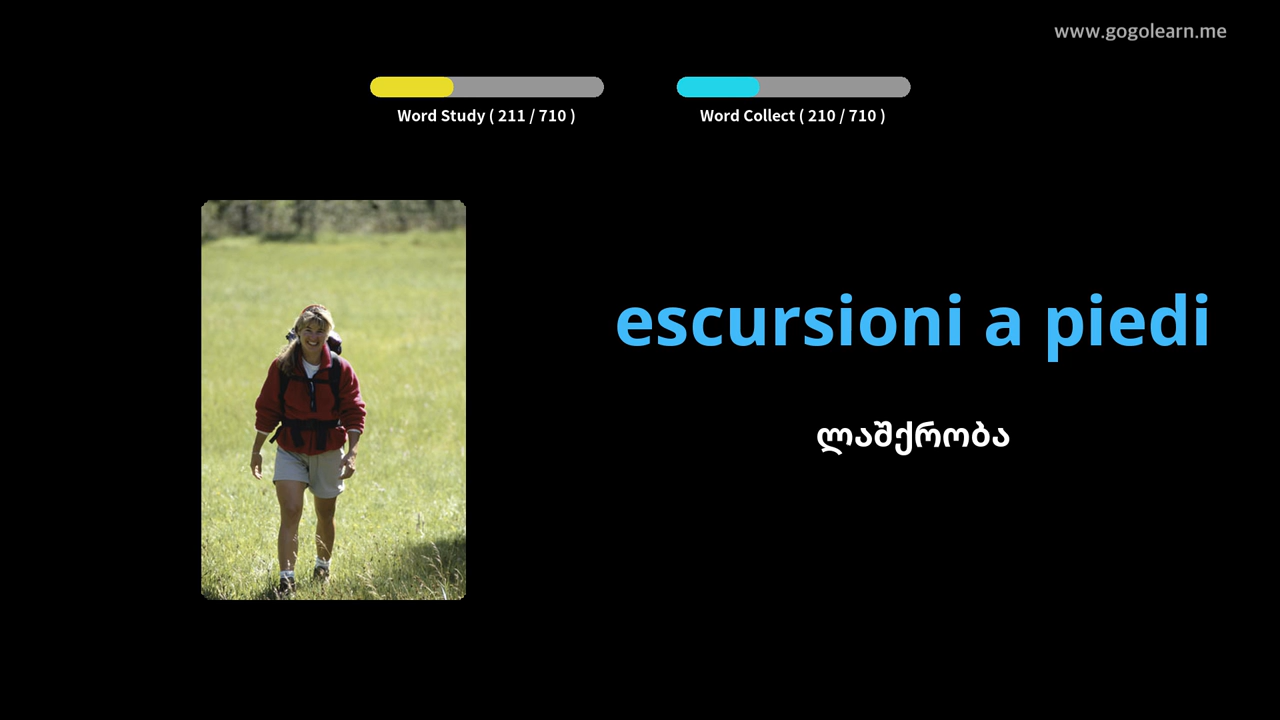 www.gogolearn.me
Word Study ( 211 / 710 )
Word Collect ( 210 / 710 )
escursioni a piedi
ლაშქრობა